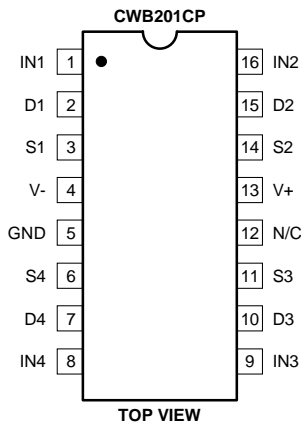 CWB201CP
IN1 1 16 IN2
D1 2 15 D2
S1 3 14 S2
V- 4 13 V+
GND 5 12 N/C
S4 6 11 S3
D4 7 10 D3
IN4 8 9 IN3
TOP VIEW